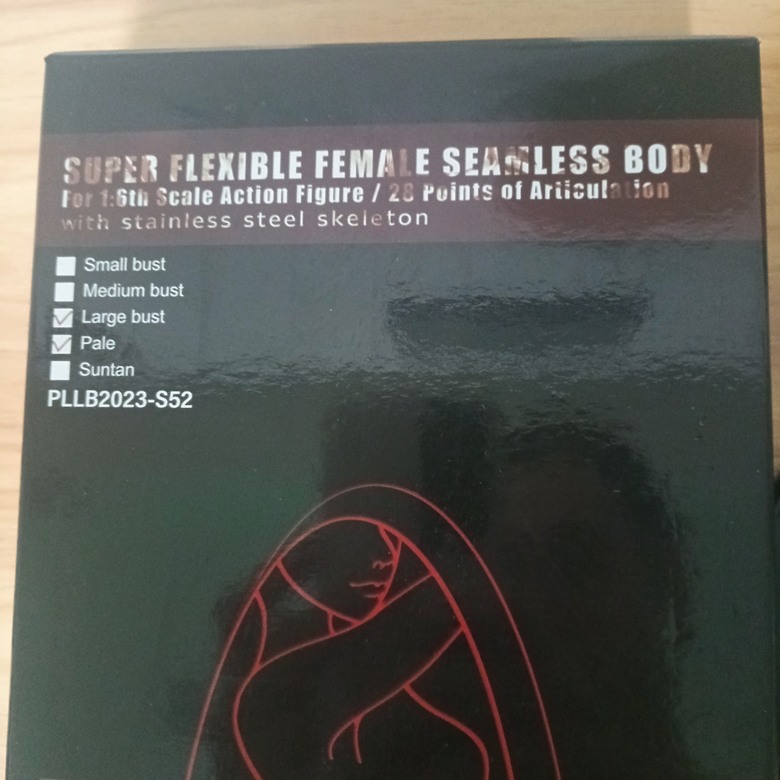 SUPER FLEXIBLE FEMALE SEAMLESS BODY
For 1:6th Scale Action Figure / 28 Points of Articulation
with stainless steel skeleton
Small bust
Medium bust
Large bust
Pale
Suntan
PLLB2023-S52